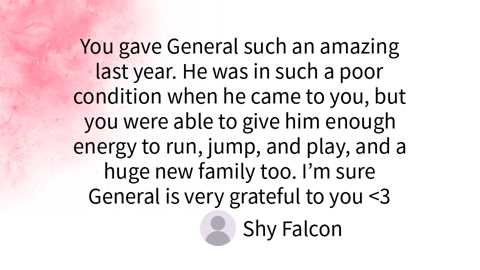 You gave General such an amazing
last year. He was in such a poor
condition when he came to you, but
you were able to give him enough
energy to run, jump, and play, and a
huge new family too. I’m sure
General is very grateful to you <3
Shy Falcon